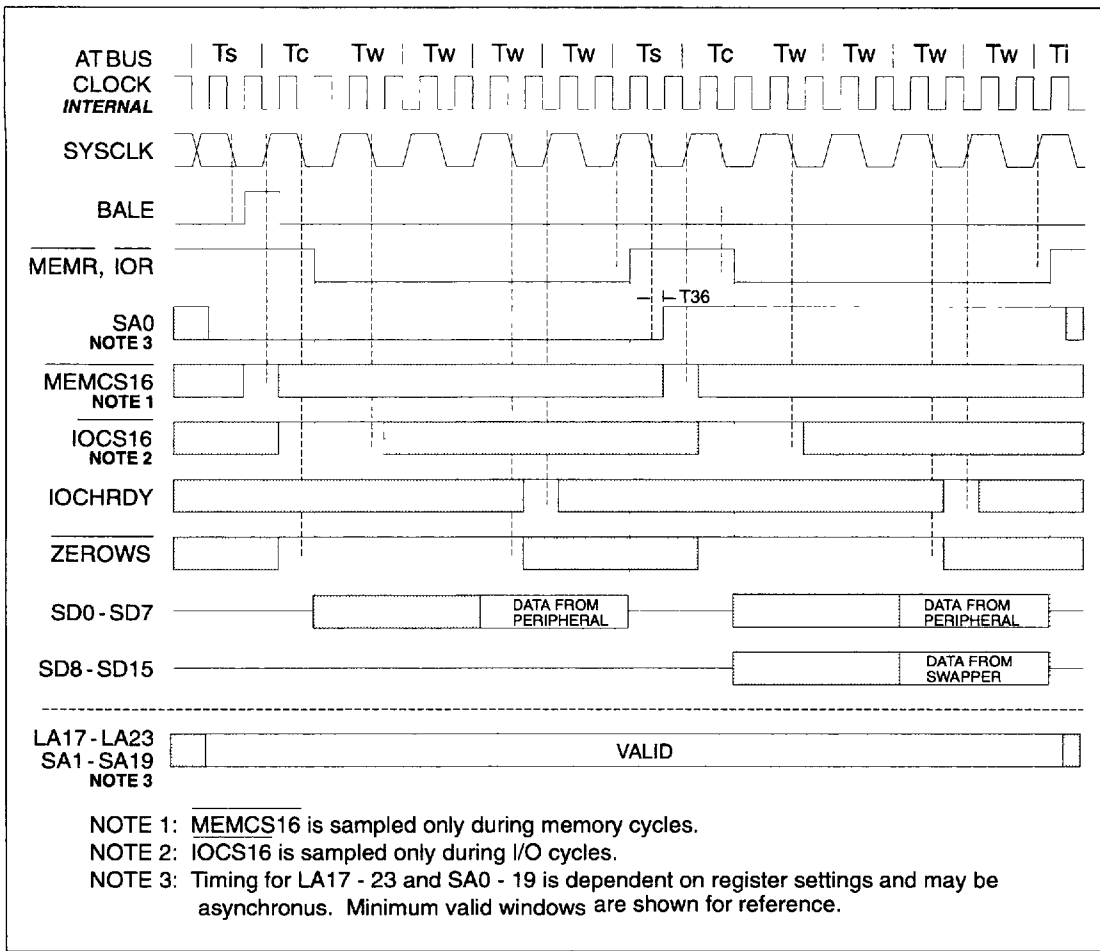 AT BUS CLOCK INTERNAL
Ts Tc Tw Tw Tw Tw Ts Tc Tw Tw Tw Tw Ti
SYSCLK
BALE
MEMR, IOR
T36
SA0
NOTE 3
MEMCS16
NOTE 1
IOCS16
NOTE 2
IOCHRDY
ZEROWS
SD0 - SD7
DATA FROM PERIPHERAL
DATA FROM PERIPHERAL
SD8 - SD15
DATA FROM SWAPPER
LA17 - LA23
SA1 - SA19
NOTE 3
VALID
NOTE 1: MEMCS16 is sampled only during memory cycles.
NOTE 2: IOCS16 is sampled only during I/O cycles.
NOTE 3: Timing for LA17 - 23 and SA0 - 19 is dependent on register settings and may be
asynchronus. Minimum valid windows are shown for reference.